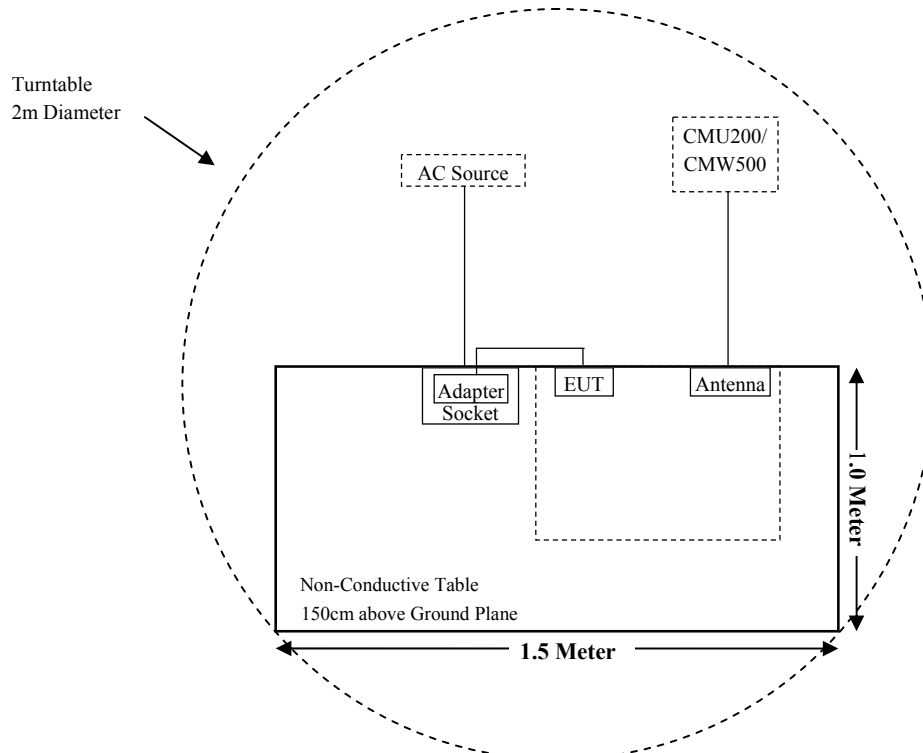 Turntable
2m Diameter
AC Source
CMU200/
CMW500
Adapter
Socket
EUT
Antenna
1.0 Meter
Non-Conductive Table
150cm above Ground Plane
1.5 Meter